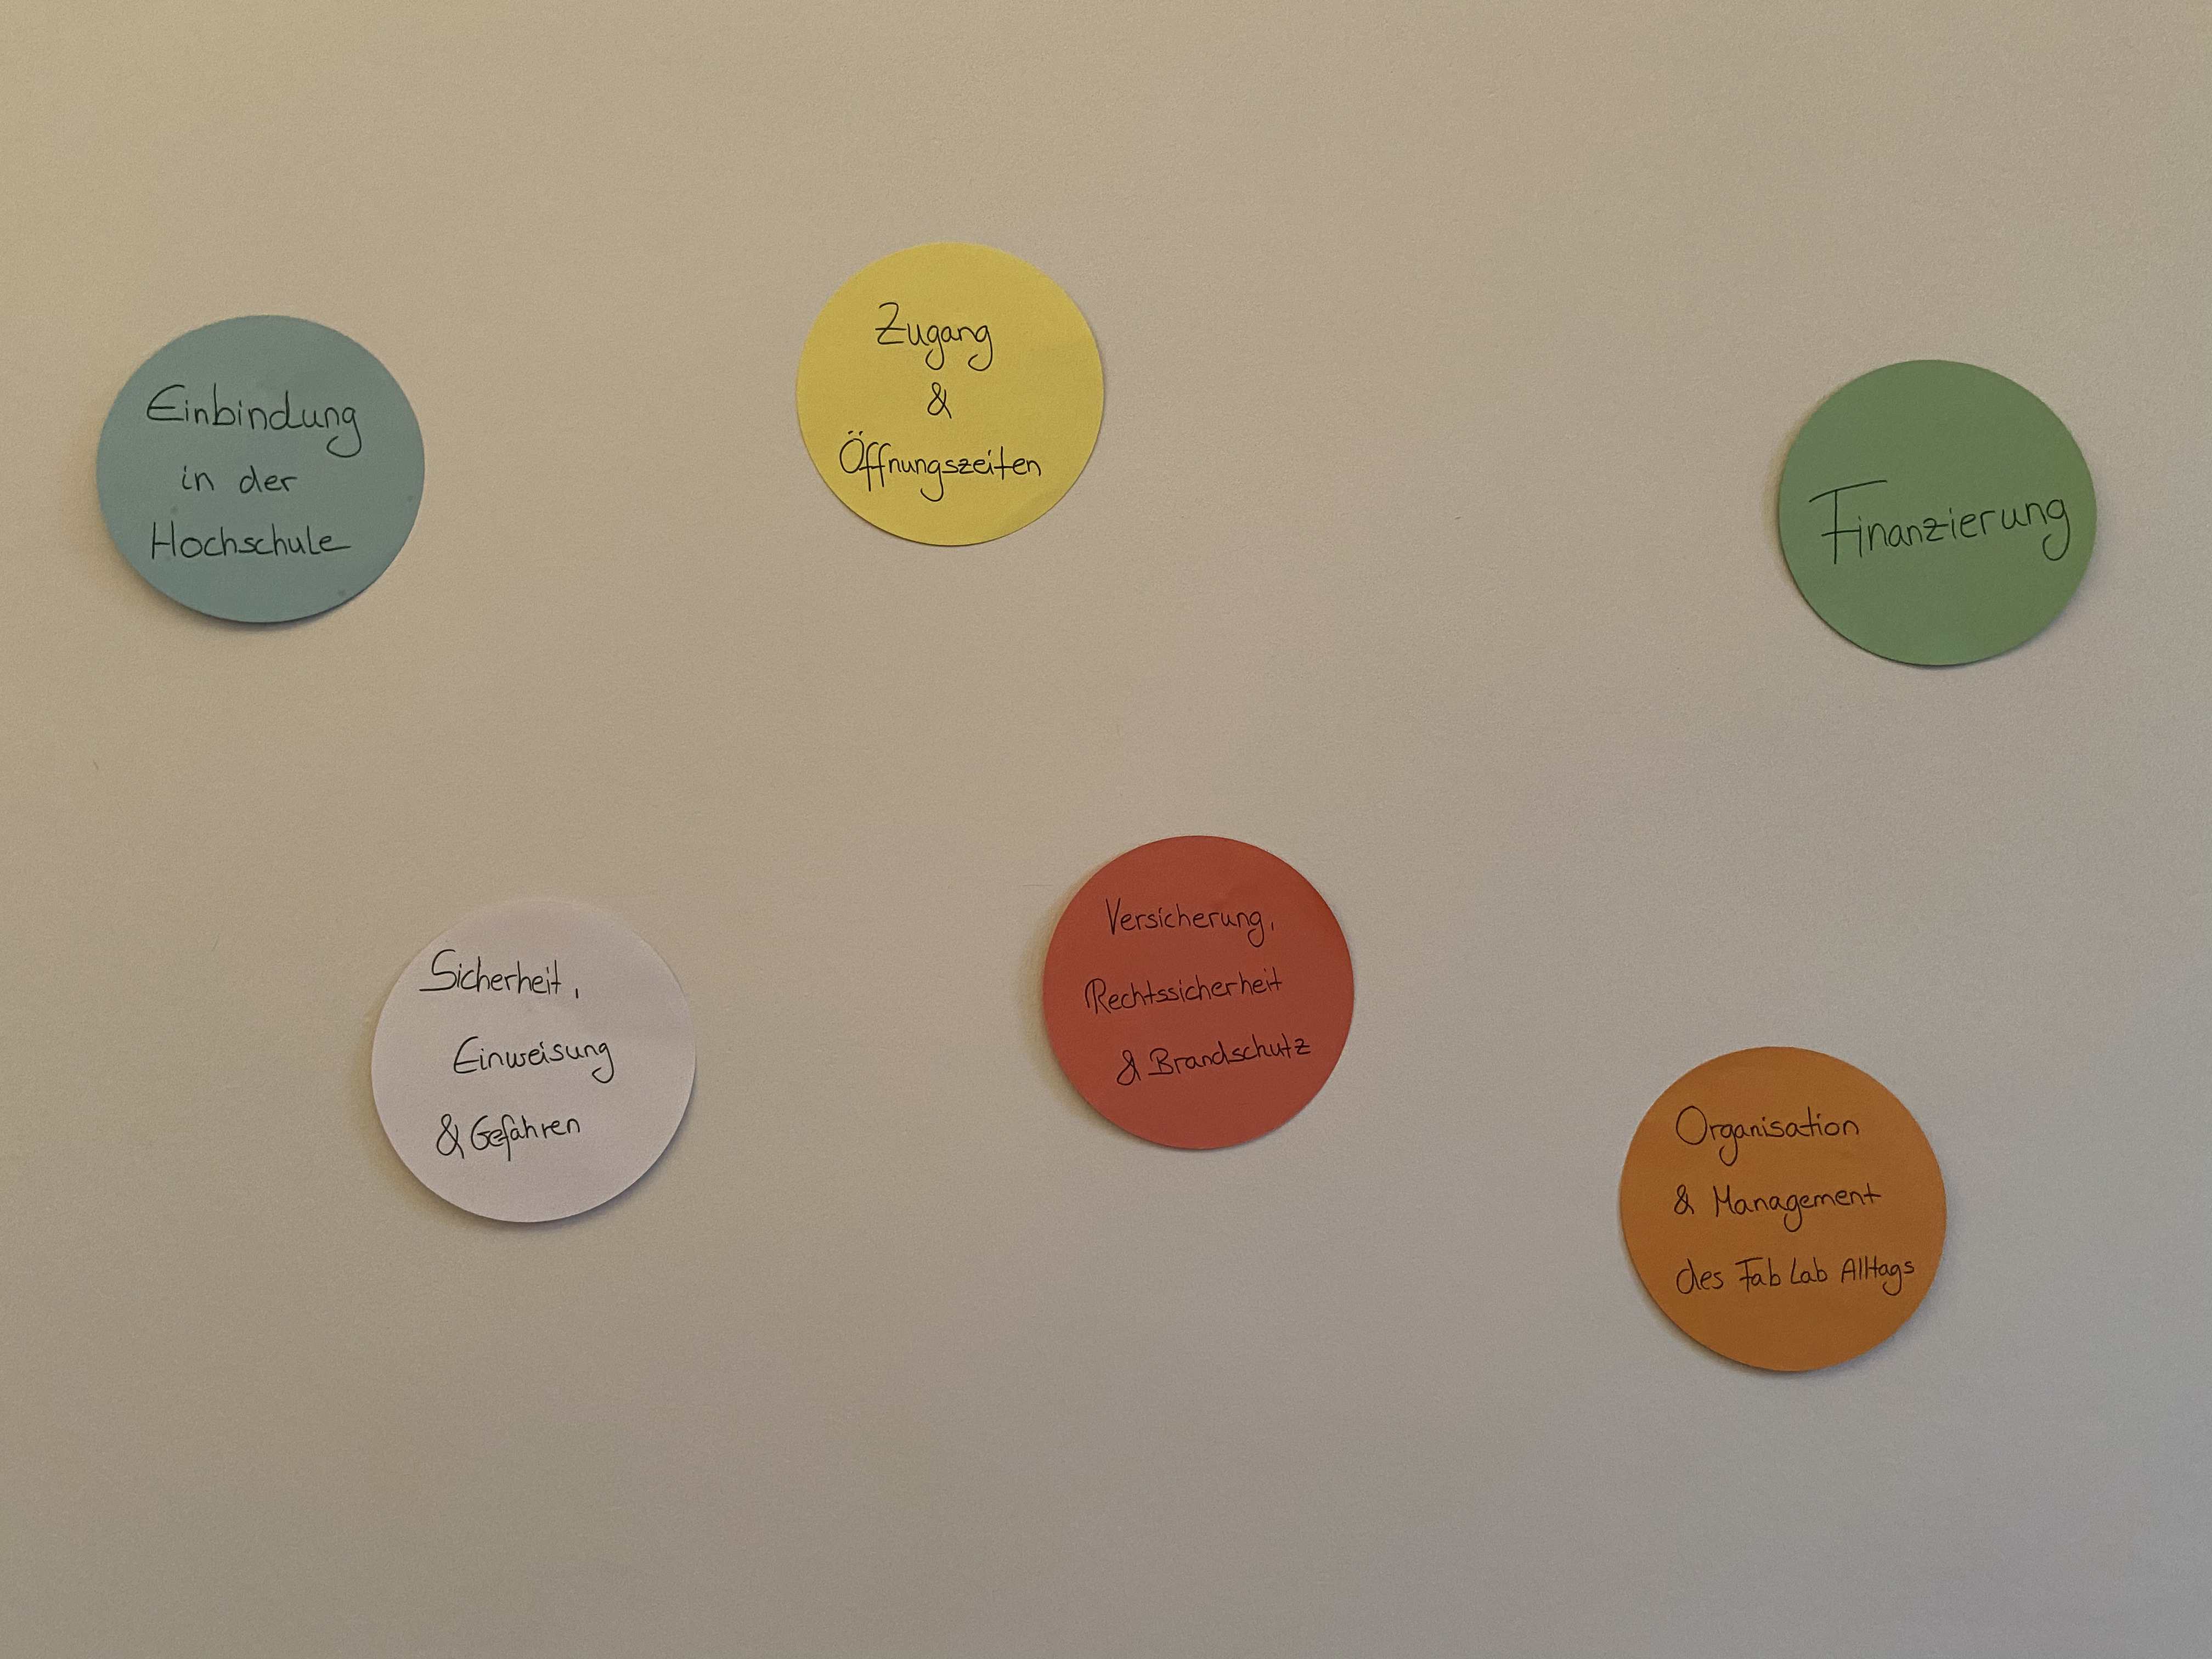 Einbindung
in der
Hochschule
Zugang
&
Öffnungszeiten
Finanzierung
Sicherheit,
Einweisung
& Gefahren
Versicherung,
Rechtssicherheit
& Brandschutz
Organisation
& Management
des Fab Lab Alltags